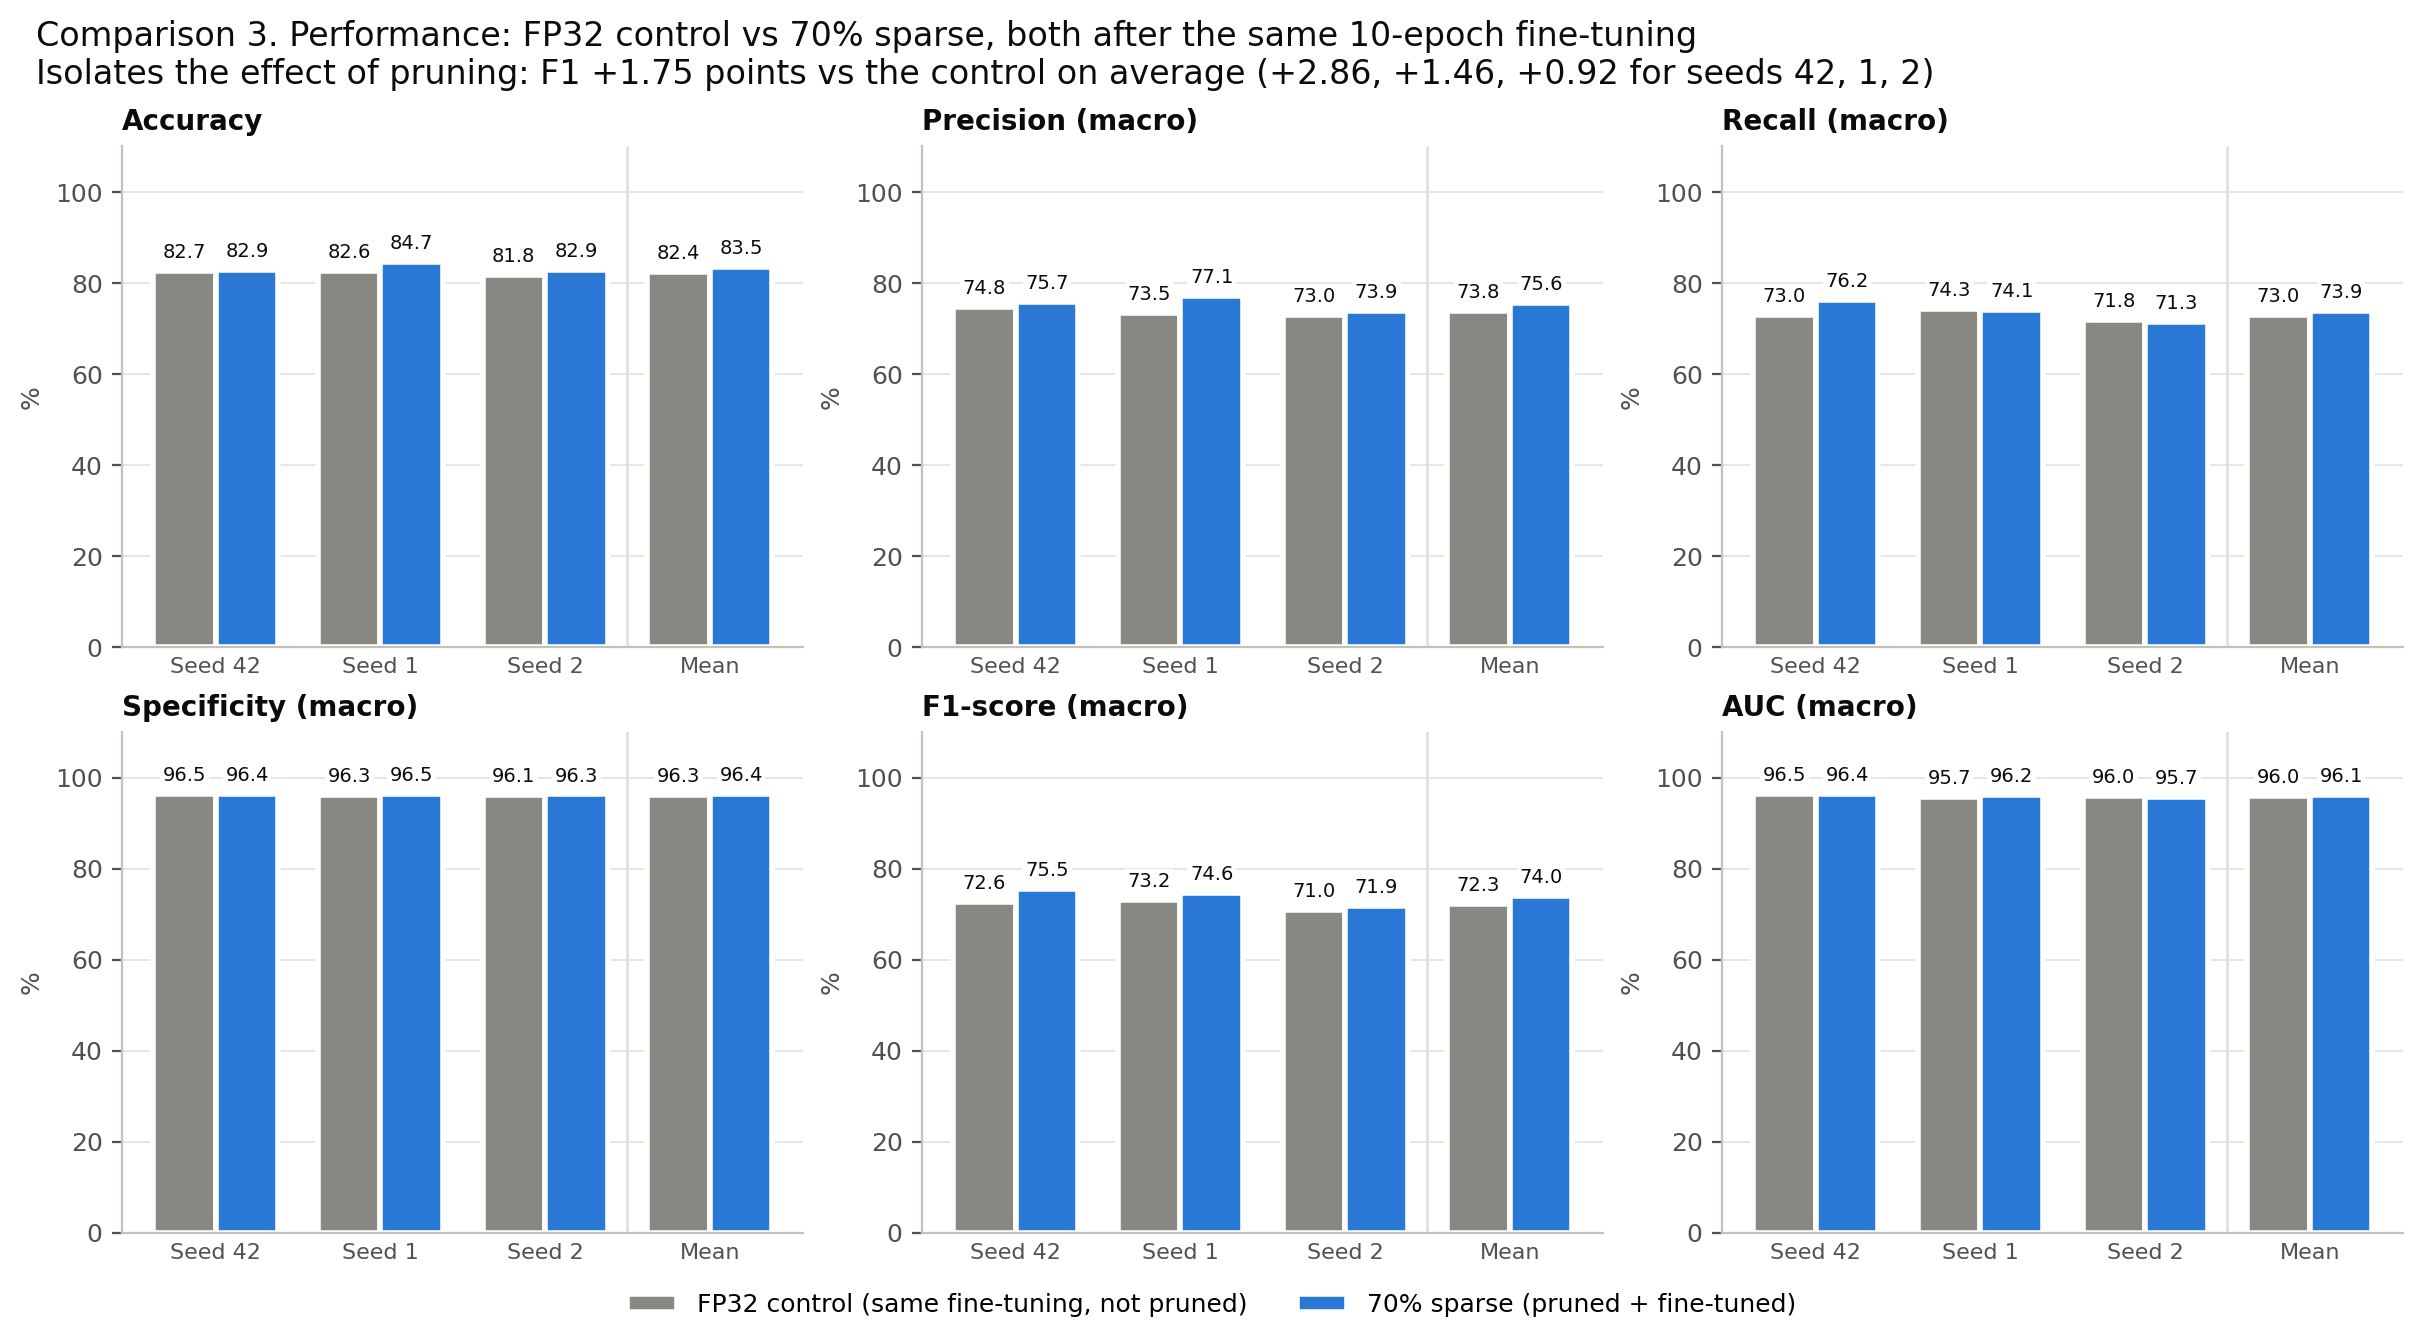 Comparison 3. Performance: FP32 control vs 70% sparse, both after the same 10-epoch fine-tuning
Isolates the effect of pruning: F1 +1.75 points vs the control on average (+2.86, +1.46, +0.92 for seeds 42, 1, 2)
Accuracy
%
100
80
60
40
20
0
82.7 82.9 82.6 84.7 81.8 82.9 82.4 83.5
Seed 42 Seed 1 Seed 2 Mean
Precision (macro)
%
100
80
60
40
20
0
74.8 75.7 73.5 77.1 73.0 73.9 73.8 75.6
Seed 42 Seed 1 Seed 2 Mean
Recall (macro)
%
100
80
60
40
20
0
73.0 76.2 74.3 74.1 71.8 71.3 73.0 73.9
Seed 42 Seed 1 Seed 2 Mean
Specificity (macro)
%
100
80
60
40
20
0
96.5 96.4 96.3 96.5 96.1 96.3 96.3 96.4
Seed 42 Seed 1 Seed 2 Mean
F1-score (macro)
%
100
80
60
40
20
0
72.6 75.5 73.2 74.6 71.0 71.9 72.3 74.0
Seed 42 Seed 1 Seed 2 Mean
AUC (macro)
%
100
80
60
40
20
0
96.5 96.4 95.7 96.2 96.0 95.7 96.0 96.1
Seed 42 Seed 1 Seed 2 Mean
FP32 control (same fine-tuning, not pruned)
70% sparse (pruned + fine-tuned)